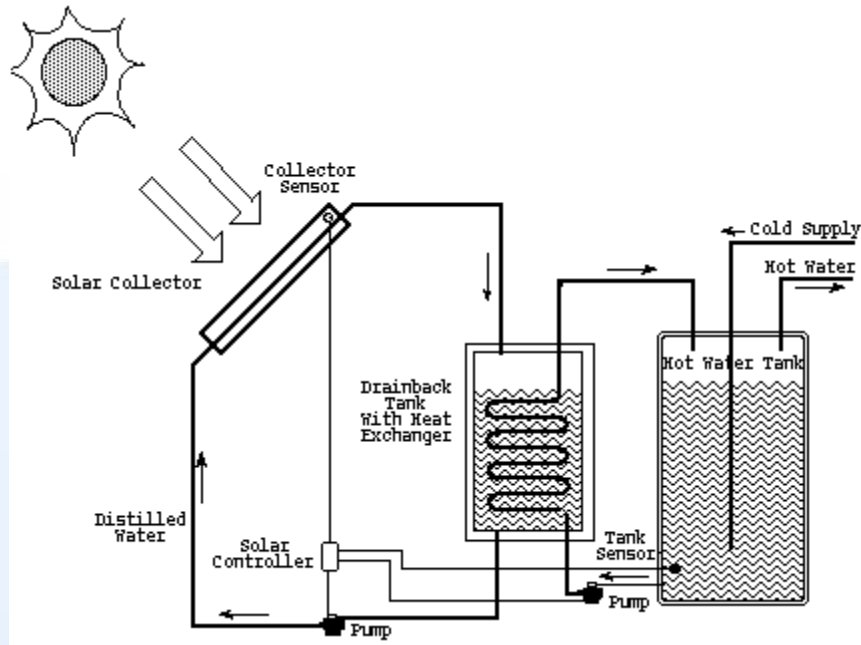 Collector
Sensor
Solar Collector
Cold Supply
Hot Water
Hot Water Tank
Drainback
Tank
With Heat
Exchanger
Distilled
Water
Solar
Controller
Tank
Sensor
Pump
Pump